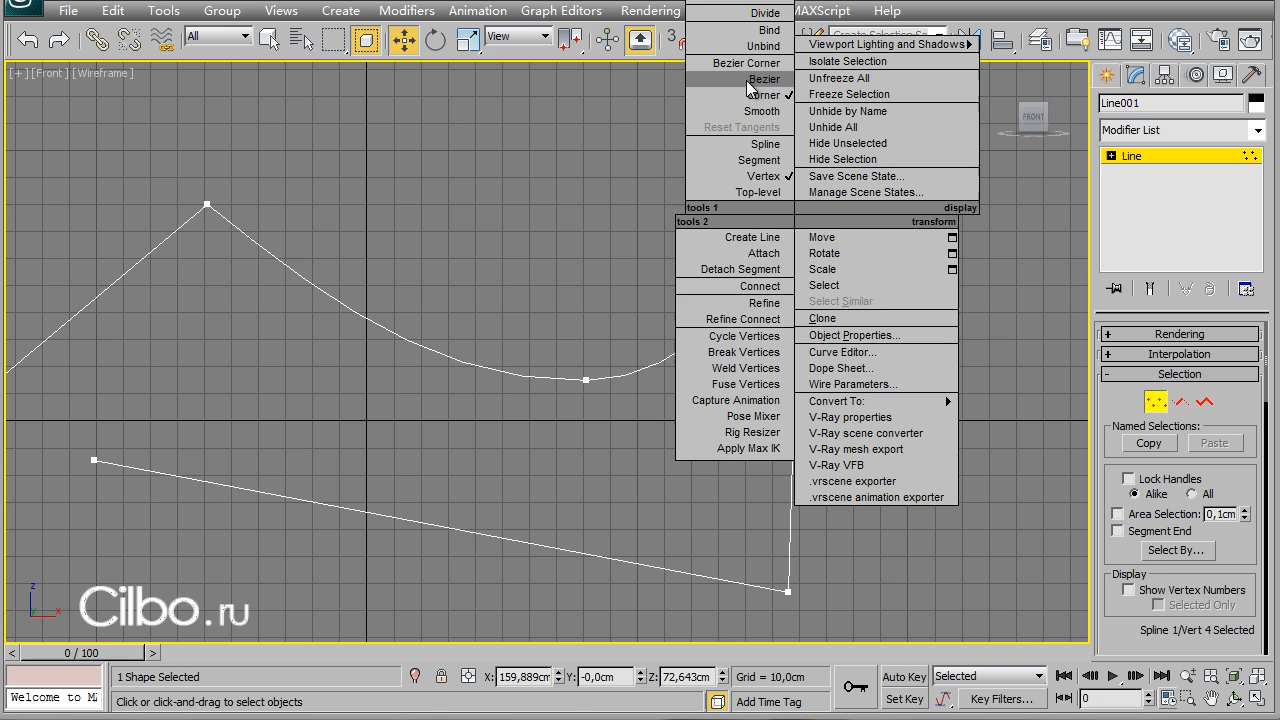 File Edit Tools Group Views Create Modifiers Animation Graph Editors Rendering MAXScript Help
All
View
3
[+] [Front] [Wireframe]
FRONT
Divide
Bind
Unbind
Bezier Corner
Bezier
Corner
Smooth
Reset Tangents
Spline
Segment
Vertex
Top-level
tools 1
Viewport Lighting and Shadows
Isolate Selection
Unfreeze All
Freeze Selection
Unhide by Name
Unhide All
Hide Unselected
Hide Selection
Save Scene State...
Manage Scene States...
display
tools 2
Create Line
Attach
Detach Segment
Connect
Refine
Refine Connect
Cycle Vertices
Break Vertices
Weld Vertices
Fuse Vertices
Capture Animation
Pose Mixer
Rig Resizer
Apply Max IK
transform
Move
Rotate
Scale
Select
Select Similar
Clone
Object Properties...
Curve Editor...
Dope Sheet...
Wire Parameters...
Convert To:
V-Ray properties
V-Ray scene converter
V-Ray mesh export
V-Ray VFB
.vrscene exporter
.vrscene animation exporter
Line001
Modifier List
Line
+ Rendering
+ Interpolation
- Selection
Named Selections:
Copy Paste
Lock Handles
Alike All
Area Selection: 0,1cm
Segment End
Select By...
Display
Show Vertex Numbers
Selected Only
Spline 1/Vert 4 Selected
z
y x
Cilbo.ru
< 0 / 100 >
1 Shape Selected X: 159,889cm Y: -0,0cm Z: 72,643cm Grid = 10,0cm Auto Key Selected
Welcome to Click or click-and-drag to select objects Add Time Tag Set Key Key Filters... 0